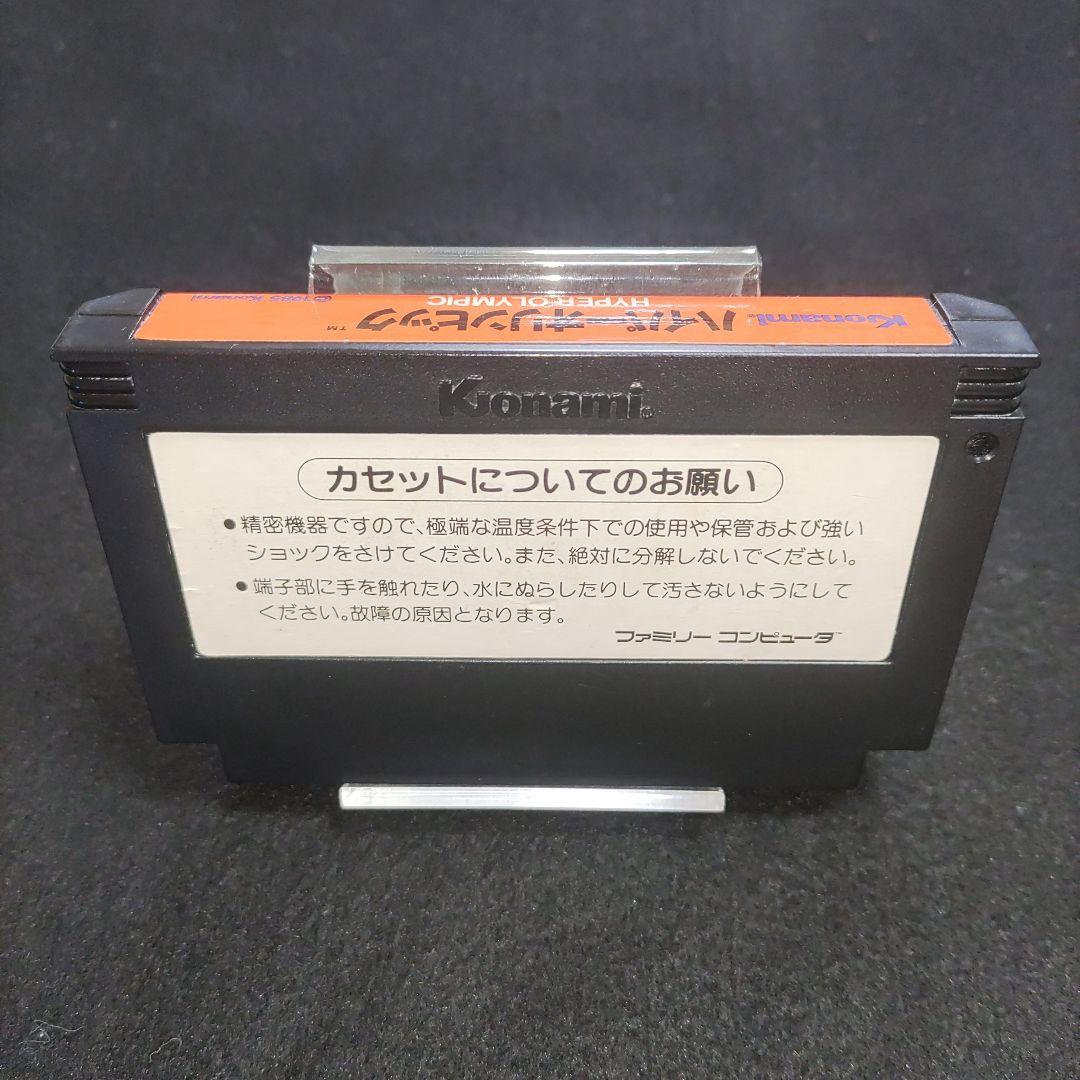 Konami ハイパーオリンピック™
HYPER OLYMPIC
©1985 Konami
Konami®
カセットについてのお願い
●精密機器ですので、極端な温度条件下での使用や保管および強い
ショックをさけてください。また、絶対に分解しないでください。
●端子部に手を触れたり、水にぬらしたりして汚さないようにして
ください。故障の原因となります。
ファミリー コンピュータ™